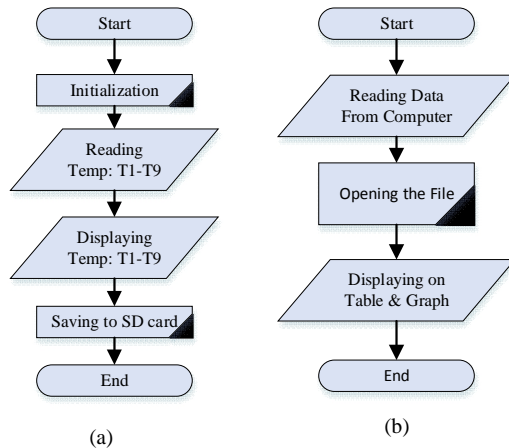 Start
Initialization
Reading
Temp: T1-T9
Displaying
Temp: T1-T9
Saving to SD card
End
(a)
Start
Reading Data
From Computer
Opening the File
Displaying on
Table & Graph
End
(b)